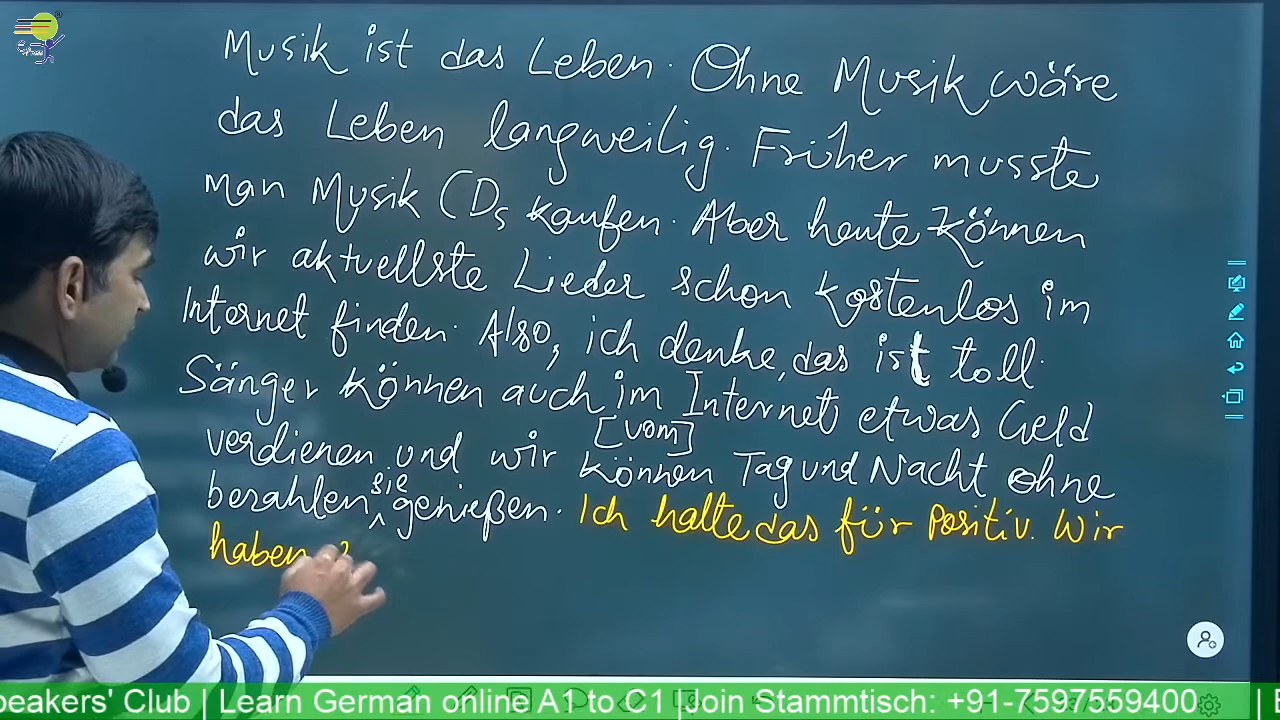 Musik ist das Leben. Ohne Musik wäre
das Leben langweilig. Früher musste
man Musik CDs kaufen. Aber heute können
wir aktuellste Lieder schon kostenlos im
Internet finden. Also, ich denke, das ist toll.
Sänger können auch im Internet etwas Geld
[vom]
verdienen und wir können Tag und Nacht ohne
sie
bezahlen genießen. Ich halte das für Positiv. Wir
haben
peakers' Club | Learn German online A1 to C1 |Join Stammtisch: +91-7597559400 |